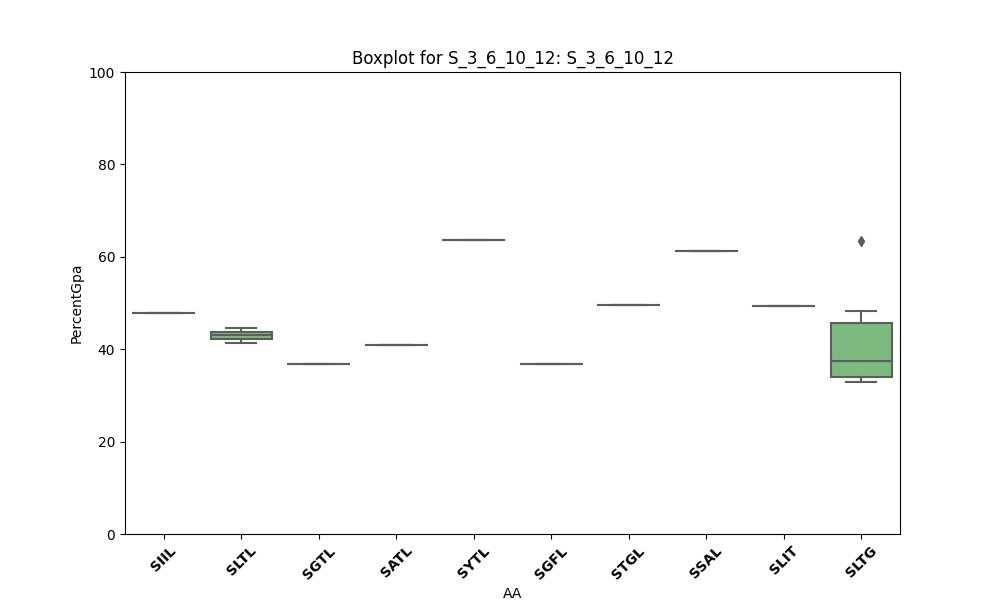 Boxplot for S_3_6_10_12: S_3_6_10_12
100
80
60
40
20
0
PercentGpa
SIIL
SLTL
SGTL
SATL
SYTL
SGFL
STGL
SSAL
SLIT
SLTG
AA